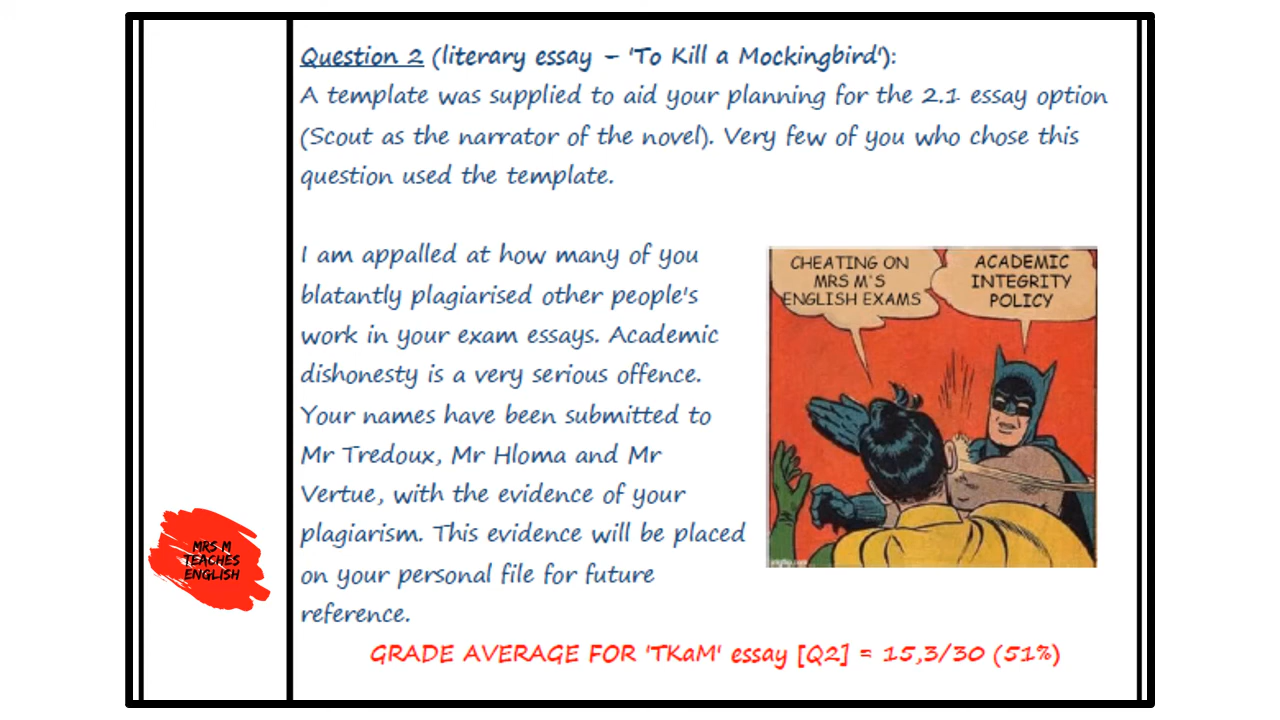 Question 2 (literary essay – 'To Kill a Mockingbird'):
A template was supplied to aid your planning for the 2.1 essay option
(Scout as the narrator of the novel). Very few of you who chose this
question used the template.
I am appalled at how many of you
blatantly plagiarised other people's
work in your exam essays. Academic
dishonesty is a very serious offence.
Your names have been submitted to
Mr Tredoux, Mr Hloma and Mr
Vertue, with the evidence of your
plagiarism. This evidence will be placed
on your personal file for future
reference.
CHEATING ON
MRS M'S
ENGLISH EXAMS
ACADEMIC
INTEGRITY
POLICY
imgflip.com
MRS M
TEACHES
ENGLISH
GRADE AVERAGE FOR 'TKaM' essay [Q2] = 15,3/30 (51%)